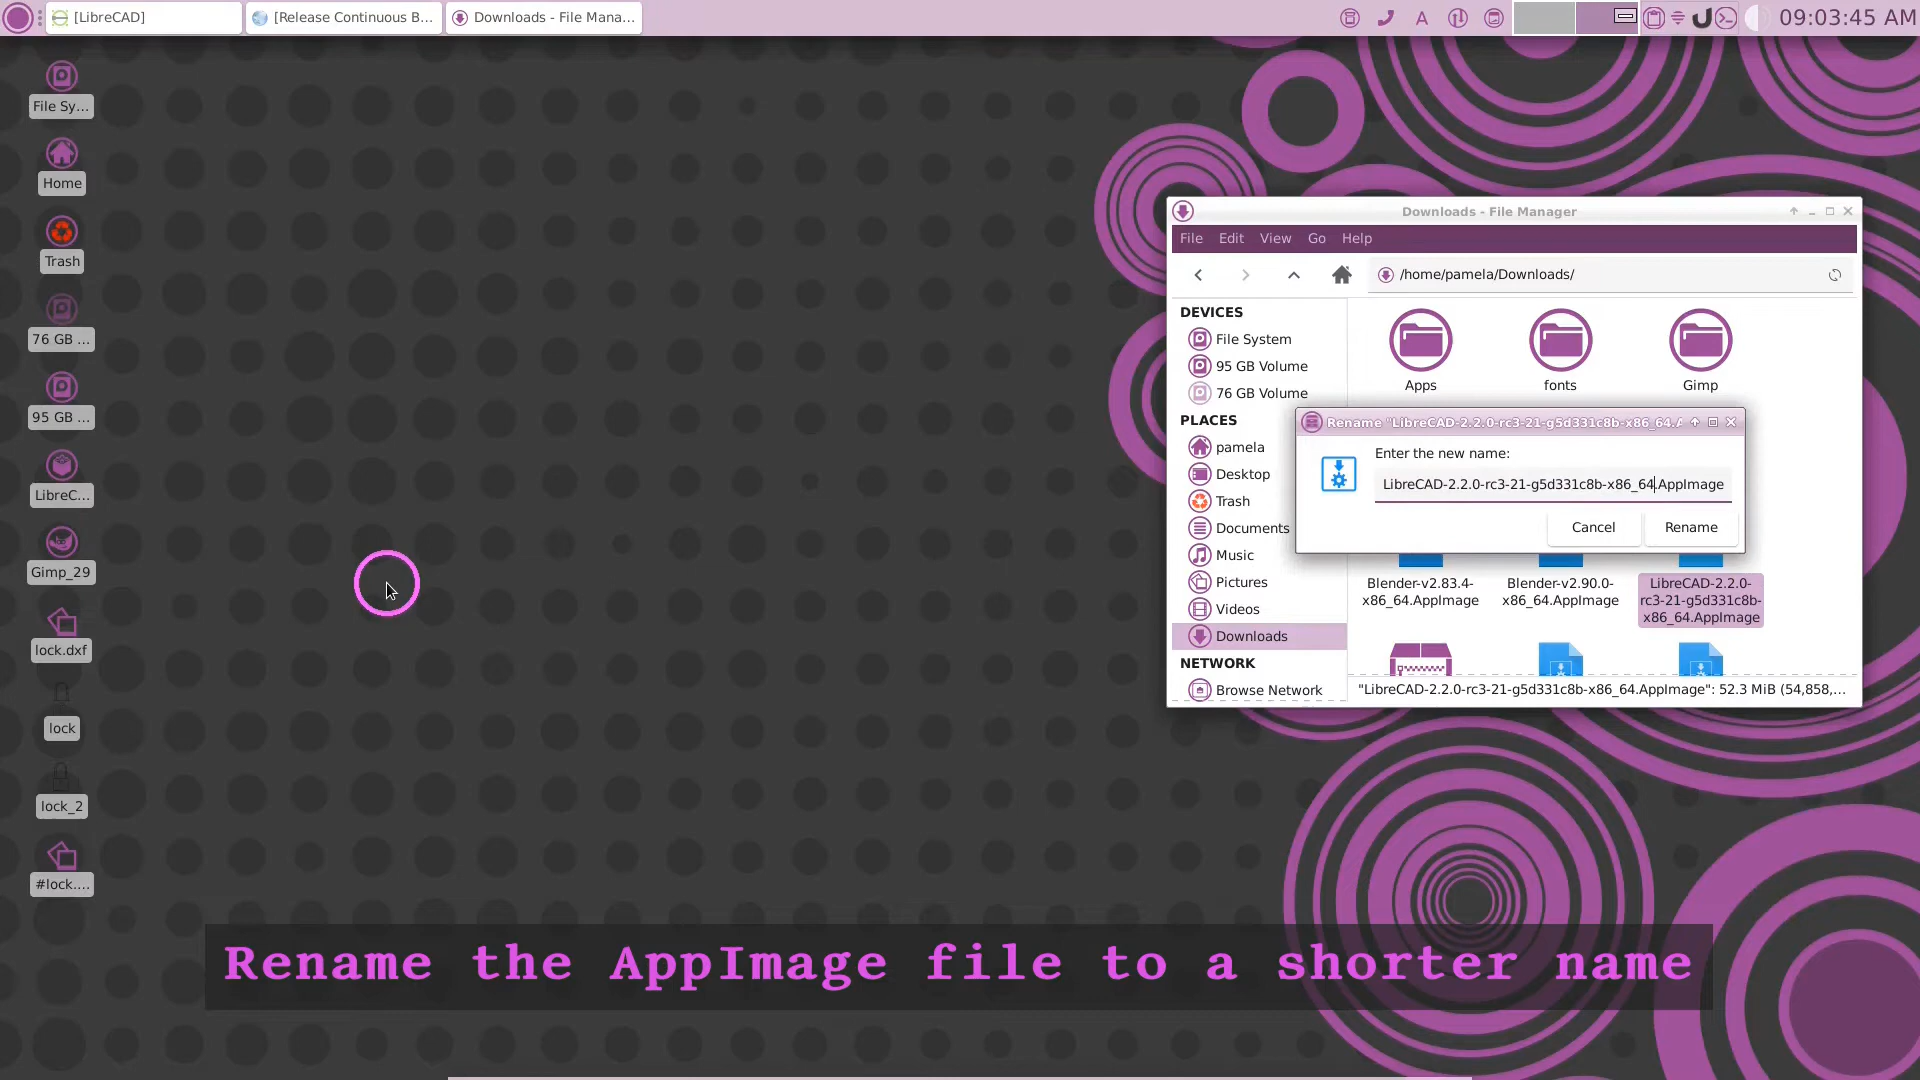 [LibreCAD]
[Release Continuous B...
Downloads - File Mana...
A
09:03:45 AM
File Sy...
Home
Trash
76 GB ...
95 GB ...
LibreC...
Gimp_29
lock.dxf
lock
lock_2
#lock....
Downloads - File Manager
File Edit View Go Help
/home/pamela/Downloads/
DEVICES
File System
95 GB Volume
76 GB Volume
PLACES
pamela
Desktop
Trash
Documents
Music
Pictures
Videos
Downloads
NETWORK
Browse Network
Apps
fonts
Gimp
Rename "LibreCAD-2.2.0-rc3-21-g5d331c8b-x86_64.A
Enter the new name:
LibreCAD-2.2.0-rc3-21-g5d331c8b-x86_64.AppImage
Cancel
Rename
Blender-v2.83.4-
x86_64.AppImage
Blender-v2.90.0-
x86_64.AppImage
LibreCAD-2.2.0-
rc3-21-g5d331c8b-
x86_64.AppImage
"LibreCAD-2.2.0-rc3-21-g5d331c8b-x86_64.AppImage": 52.3 MiB (54,858,...
Rename the AppImage file to a shorter name